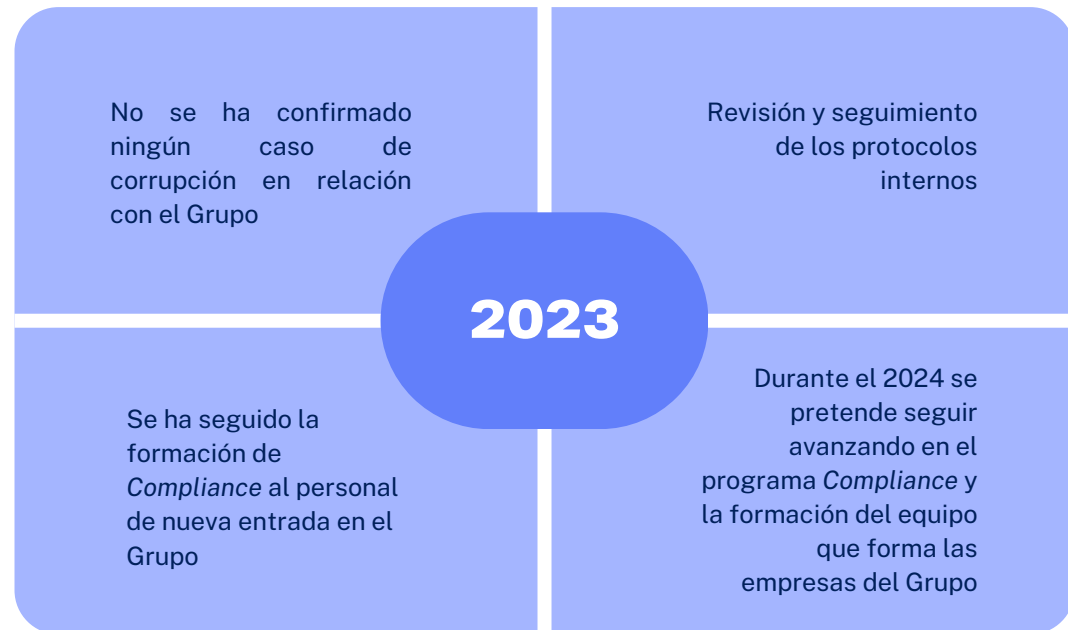 No se ha confirmado
ningún caso de
corrupción en relación
con el Grupo
Revisión y seguimiento
de los protocolos
internos
2023
Se ha seguido la
formación de
Compliance al personal
de nueva entrada en el
Grupo
Durante el 2024 se
pretende seguir
avanzando en el
programa Compliance y
la formación del equipo
que forma las
empresas del Grupo